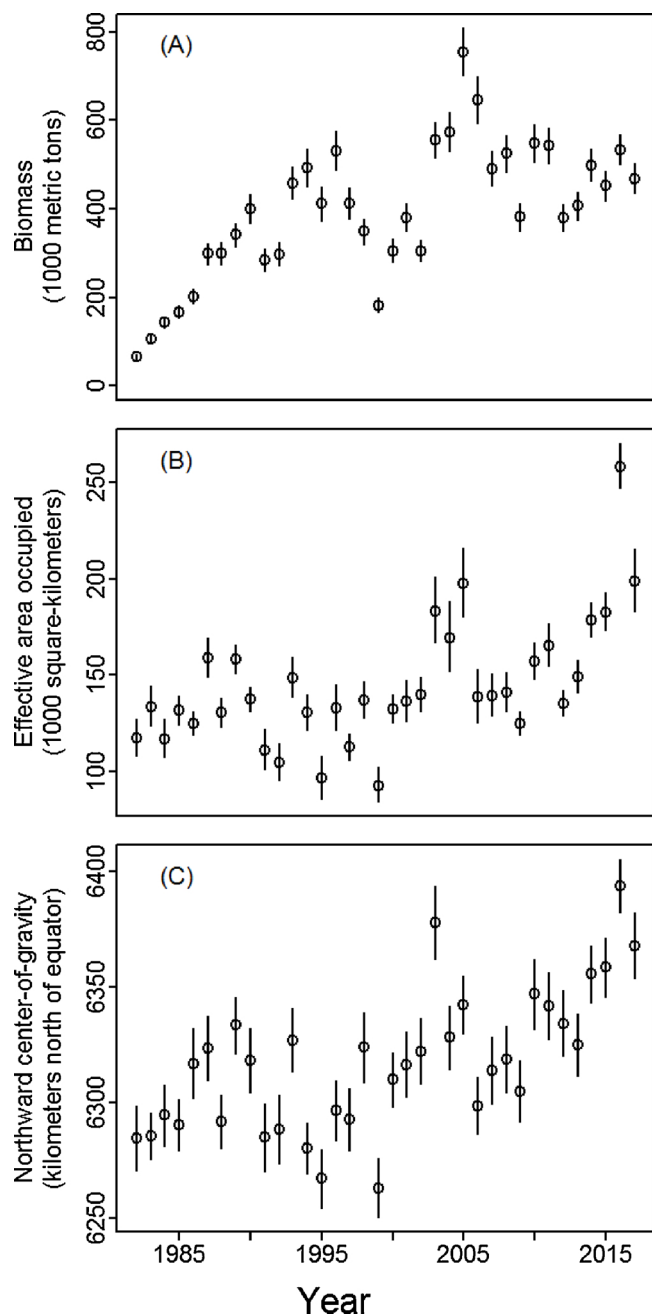 (A)
Biomass
(1000 metric tons)
800
600
400
200
0
(B)
Effective area occupied
(1000 square-kilometers)
250
200
150
100
(C)
Northward center-of-gravity
(kilometers north of equator)
6400
6350
6300
6250
1985 1995 2005 2015
Year